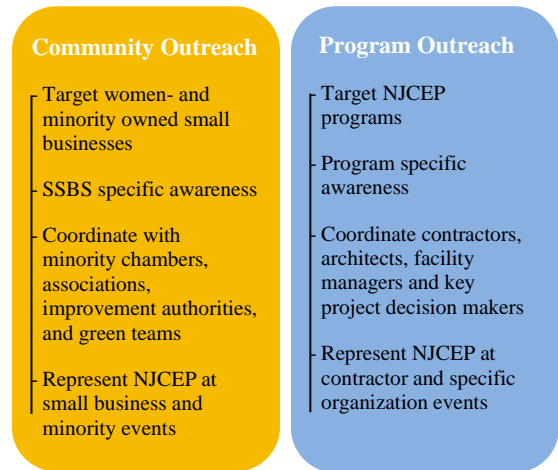 Community Outreach
Target women- and
minority owned small
businesses
SSBS specific awareness
Coordinate with
minority chambers,
associations,
improvement authorities,
and green teams
Represent NJCEP at
small business and
minority events
Program Outreach
Target NJCEP
programs
Program specific
awareness
Coordinate contractors,
architects, facility
managers and key
project decision makers
Represent NJCEP at
contractor and specific
organization events